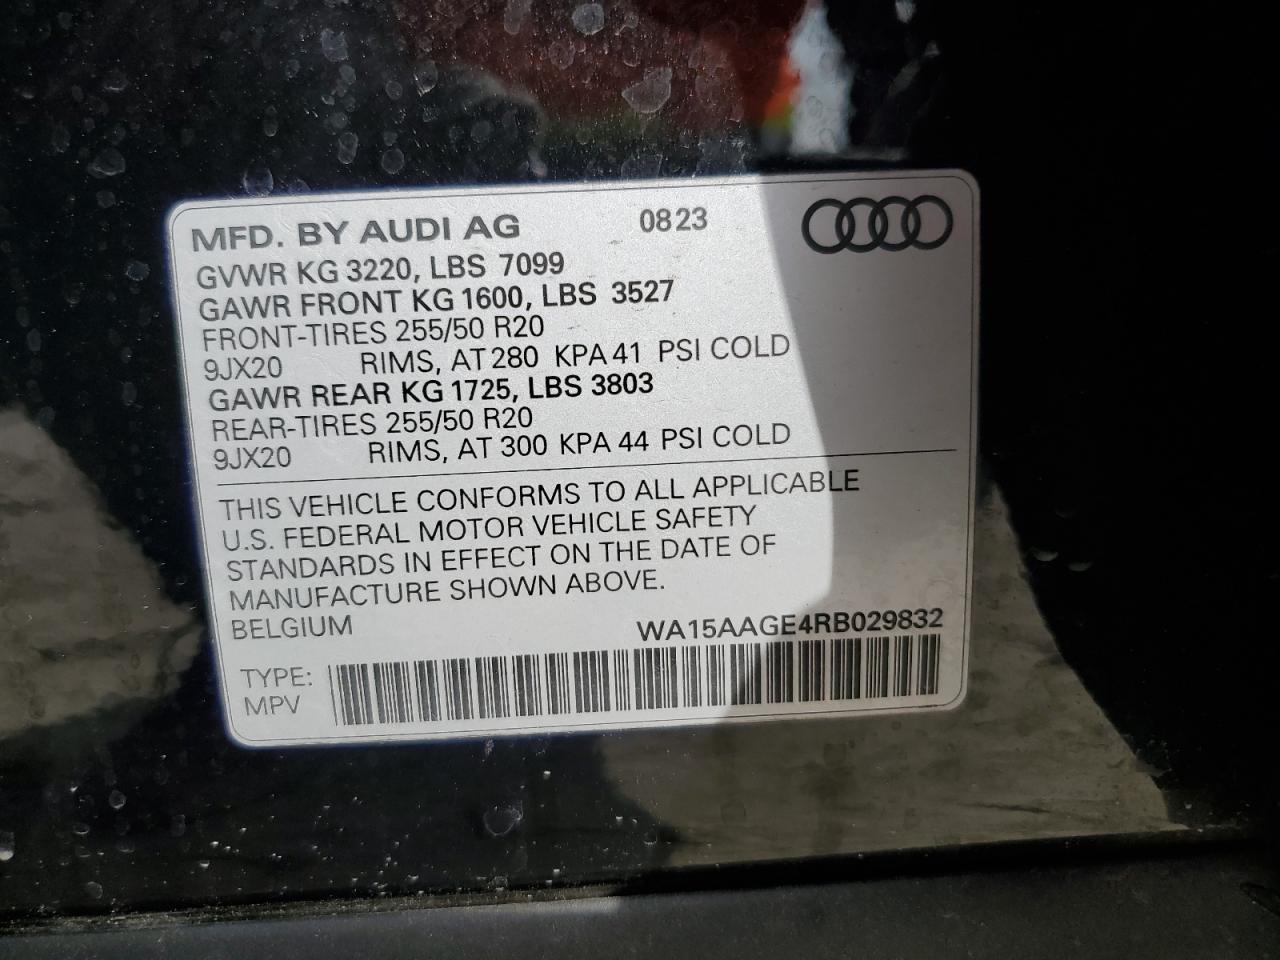 MFD. BY AUDI AG 0823
GVWR KG 3220, LBS 7099
GAWR FRONT KG 1600, LBS 3527
FRONT-TIRES 255/50 R20
9JX20 RIMS, AT 280 KPA 41 PSI COLD
GAWR REAR KG 1725, LBS 3803
REAR-TIRES 255/50 R20
9JX20 RIMS, AT 300 KPA 44 PSI COLD
THIS VEHICLE CONFORMS TO ALL APPLICABLE
U.S. FEDERAL MOTOR VEHICLE SAFETY
STANDARDS IN EFFECT ON THE DATE OF
MANUFACTURE SHOWN ABOVE.
BELGIUM WA15AAGE4RB029832
TYPE:
MPV